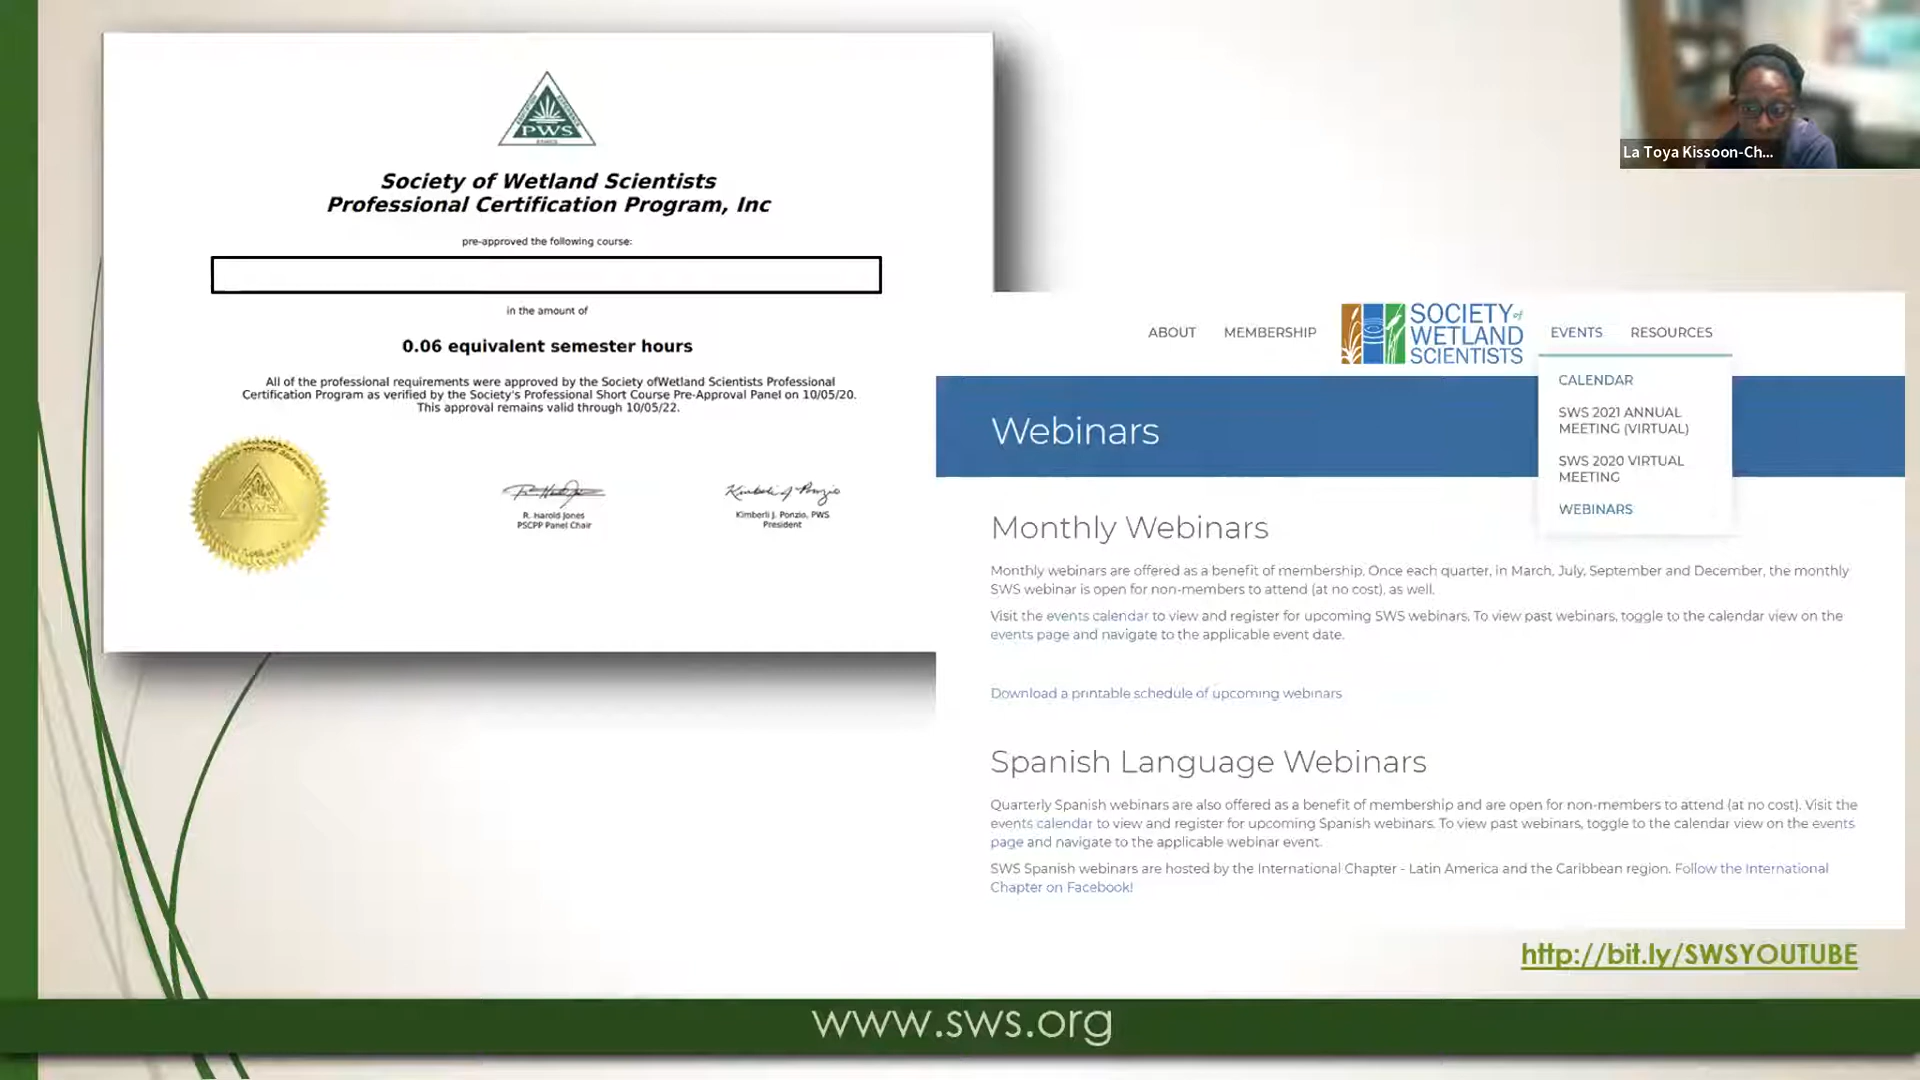 PWS
Society of Wetland Scientists
Professional Certification Program, Inc
pre-approved the following course:
in the amount of
0.06 equivalent semester hours
All of the professional requirements were approved by the Society ofWetland Scientists Professional
Certification Program as verified by the Society's Professional Short Course Pre-Approval Panel on 10/05/20.
This approval remains valid through 10/05/22.
R. Harold Jones
PSCPP Panel Chair
Kimberli J. Ponzio
Kimberli J. Ponzio, PWS
President
La Toya Kissoon-Ch...
ABOUT
MEMBERSHIP
SOCIETY of
WETLAND
SCIENTISTS
EVENTS
RESOURCES
CALENDAR
SWS 2021 ANNUAL
MEETING (VIRTUAL)
SWS 2020 VIRTUAL
MEETING
WEBINARS
Webinars
Monthly Webinars
Monthly webinars are offered as a benefit of membership. Once each quarter, in March, July, September and December, the monthly
SWS webinar is open for non-members to attend (at no cost), as well.
Visit the events calendar to view and register for upcoming SWS webinars. To view past webinars, toggle to the calendar view on the
events page and navigate to the applicable event date.
Download a printable schedule of upcoming webinars
Spanish Language Webinars
Quarterly Spanish webinars are also offered as a benefit of membership and are open for non-members to attend (at no cost). Visit the
events calendar to view and register for upcoming Spanish webinars. To view past webinars, toggle to the calendar view on the events
page and navigate to the applicable webinar event.
SWS Spanish webinars are hosted by the International Chapter - Latin America and the Caribbean region. Follow the International
Chapter on Facebook!
http://bit.ly/SWSYOUTUBE
www.sws.org